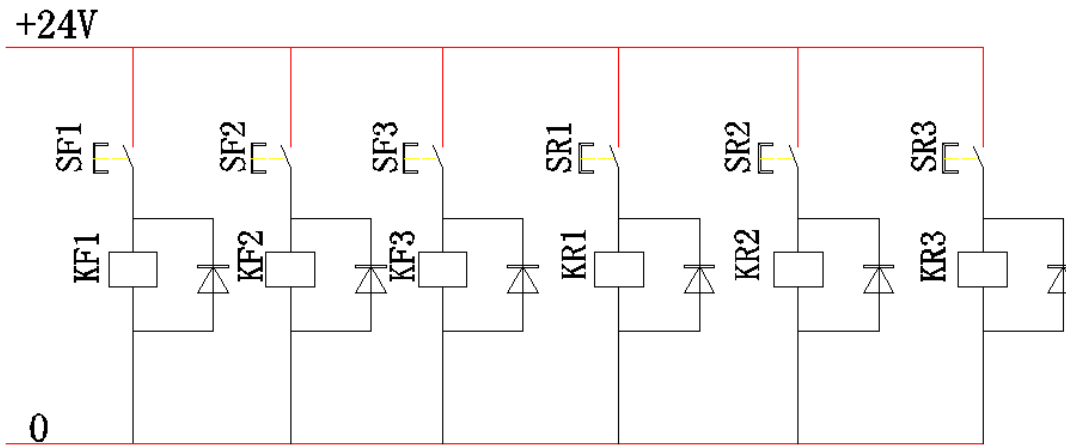 +24V
SF1
SF2
SF3
SR1
SR2
SR3
KF1
KF2
KF3
KR1
KR2
KR3
0